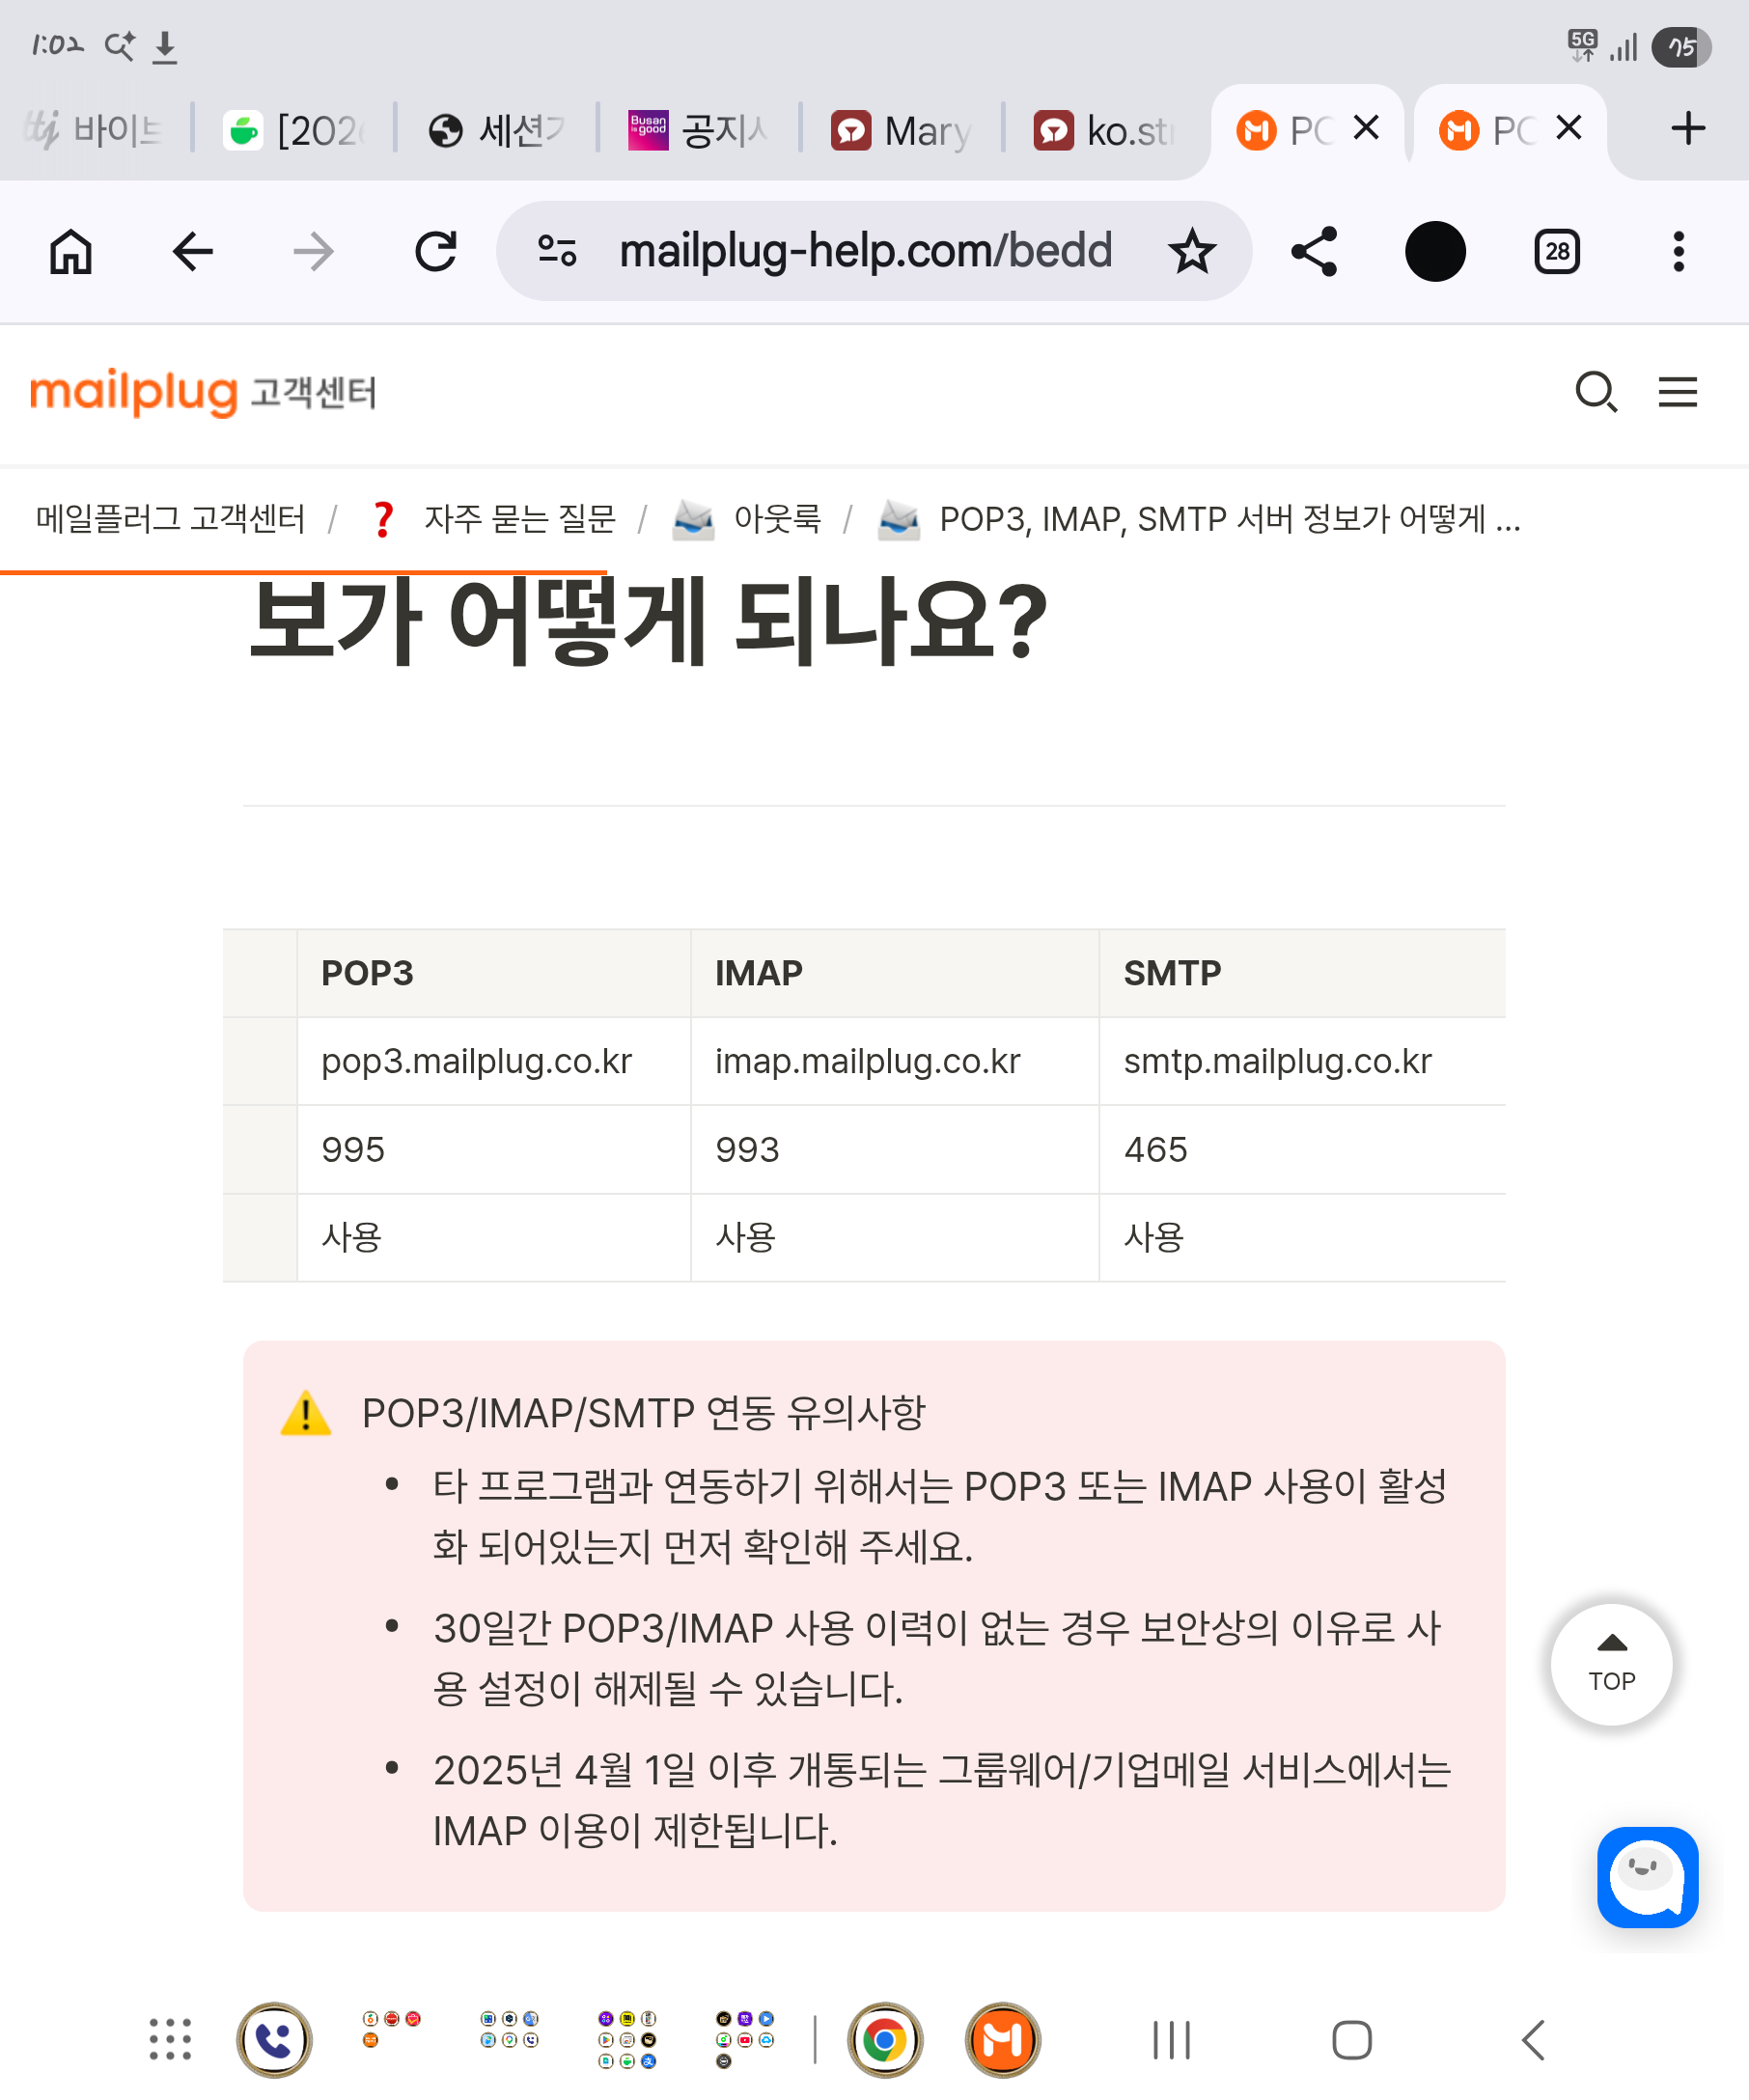 1:02
5G
75
바이브
[202
세션
공지
Mary
ko.st
PO
PO
mailplug-help.com/bedd
28
mailplug 고객센터
메일플러그 고객센터 / ❓ 자주 묻는 질문 / 아웃룩 / POP3, IMAP, SMTP 서버 정보가 어떻게 ...
보가 어떻게 되나요?
POP3 IMAP SMTP
pop3.mailplug.co.kr imap.mailplug.co.kr smtp.mailplug.co.kr
995 993 465
사용 사용 사용
⚠️ POP3/IMAP/SMTP 연동 유의사항
• 타 프로그램과 연동하기 위해서는 POP3 또는 IMAP 사용이 활성
화 되어있는지 먼저 확인해 주세요.
• 30일간 POP3/IMAP 사용 이력이 없는 경우 보안상의 이유로 사
용 설정이 해제될 수 있습니다.
• 2025년 4월 1일 이후 개통되는 그룹웨어/기업메일 서비스에서는
IMAP 이용이 제한됩니다.
TOP